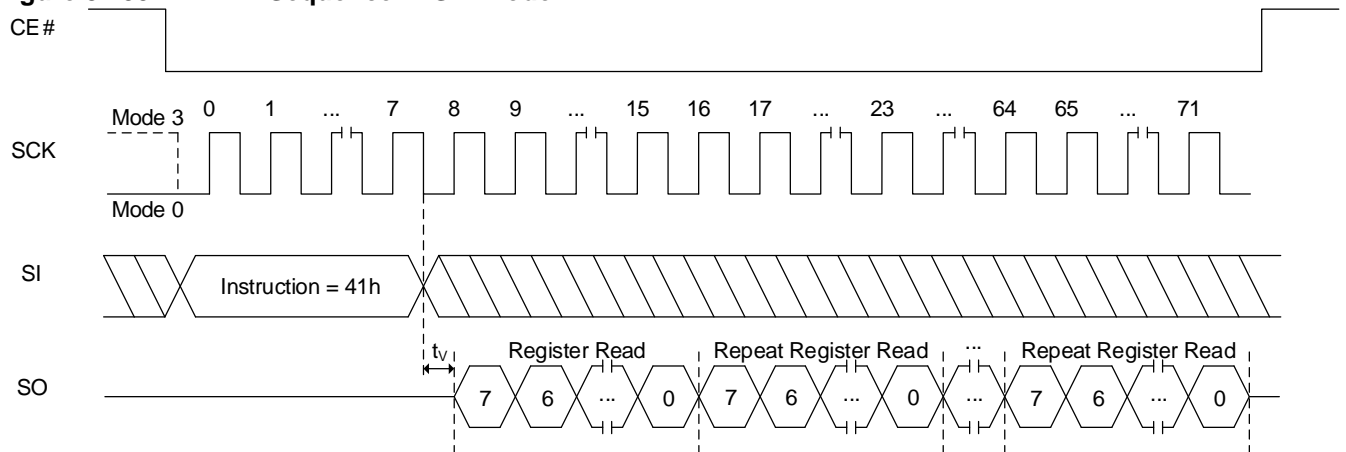 CE#
0 1 ... 7 8 9 ... 15 16 17 ... 23 ... 64 65 ... 71
Mode 3
SCK
Mode 0
SI
Instruction = 41h
tV Register Read Repeat Register Read ... Repeat Register Read
SO
7 6 ... 0 7 6 ... 0 ... 7 6 ... 0